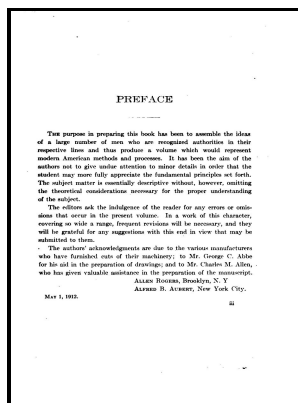 PREFACE
THE purpose in preparing this book has been to assemble the ideas
of a large number of men who are recognized authorities in their
respective lines and thus produce a volume which would represent
modern American methods and processes. It has been the aim of the
authors not to give undue attention to minor details in order that the
student may more fully appreciate the fundamental principles set forth.
The subject matter is essentially descriptive without, however, omitting
the theoretical considerations necessary for the proper understanding
of the subject.
The editors ask the indulgence of the reader for any errors or omis-
sions that occur in the present volume. In a work of this character,
covering so wide a range, frequent revisions will be necessary, and they
will be grateful for any suggestions with this end in view that may be
submitted to them.
The authors' acknowledgments are due to the various manufacturers
who have furnished cuts of their machinery; to Mr. George C. Abbe
for his aid in the preparation of drawings; and to Mr. Charles M. Allen,
who has given valuable assistance in the preparation of the manuscript.
ALLEN ROGERS, Brooklyn, N. Y
ALFRED B. AUBERT, New York City.
MAY 1, 1912.
iii